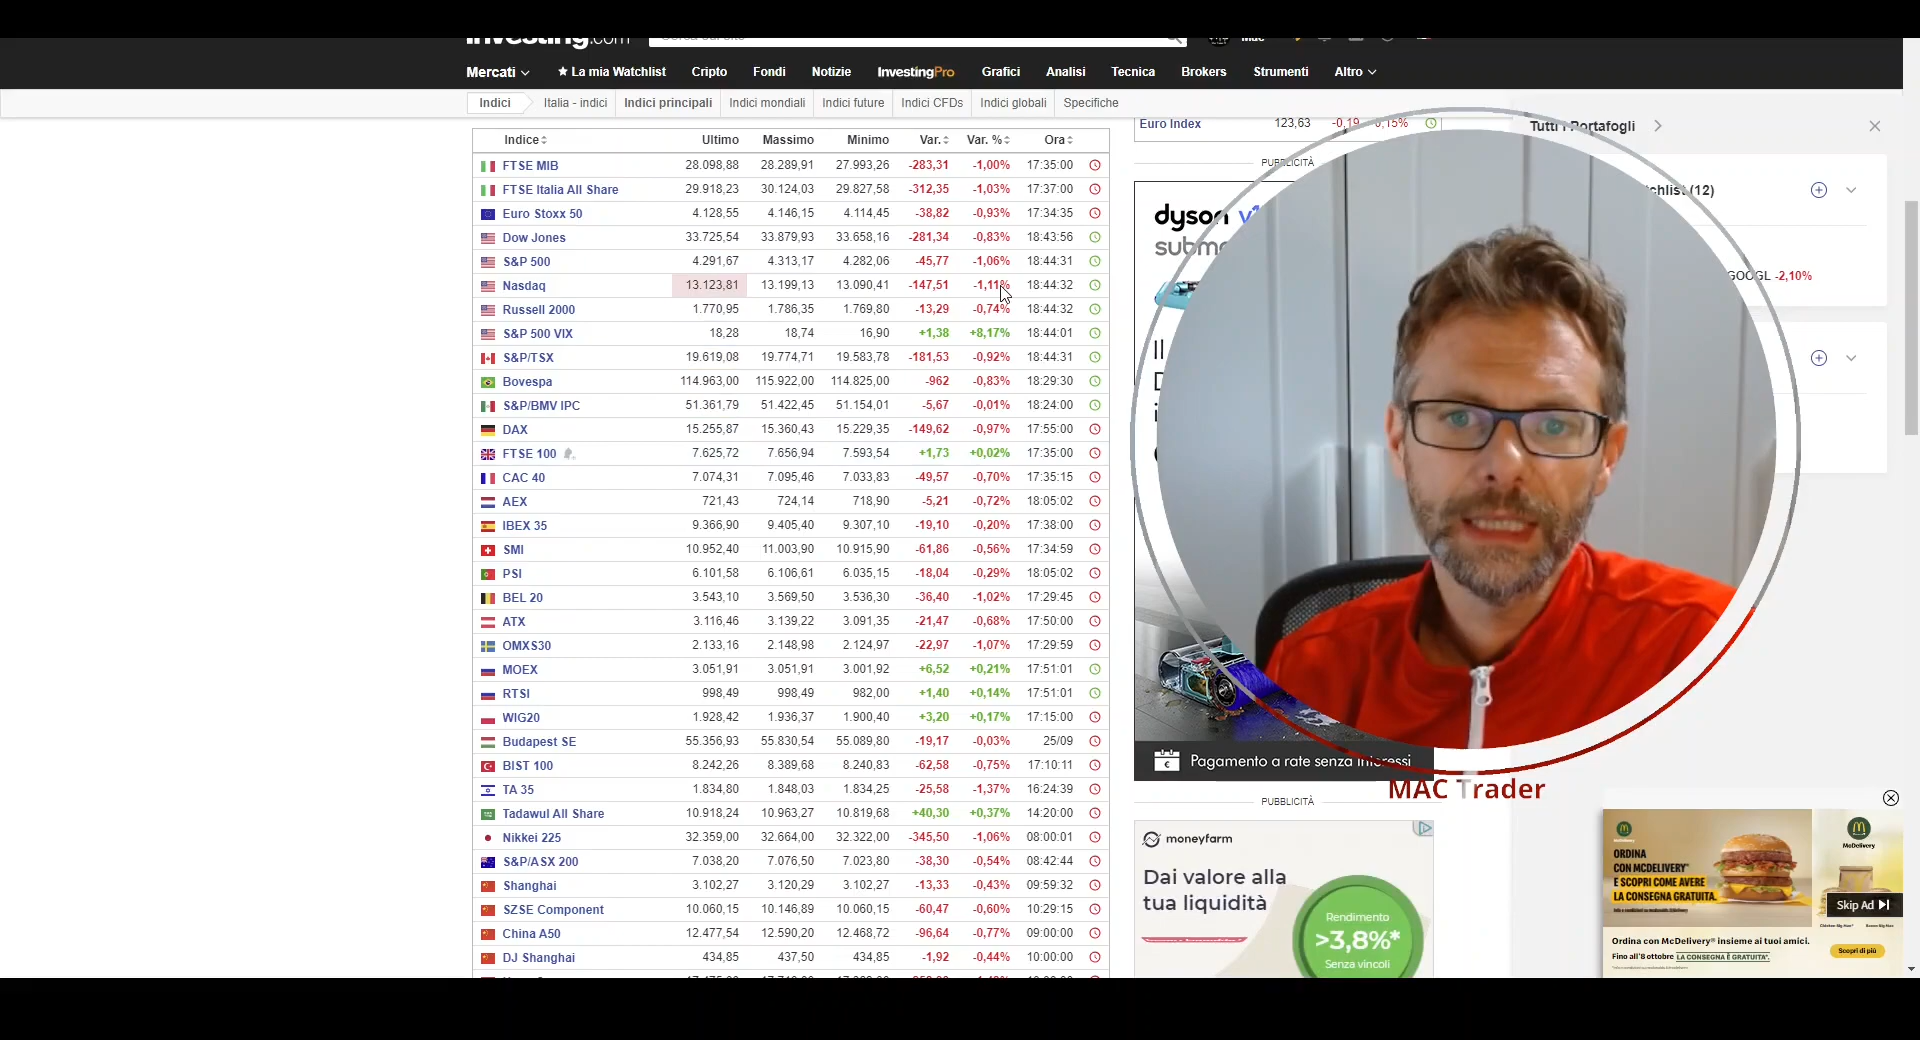 Investing.com
Cerca sul sito
Mac
Mercati ★ La mia Watchlist Cripto Fondi Notizie InvestingPro Grafici Analisi Tecnica Brokers Strumenti Altro
Indici Italia - indici Indici principali Indici mondiali Indici future Indici CFDs Indici globali Specifiche
Indice Ultimo Massimo Minimo Var. Var. % Ora
FTSE MIB 28.098,88 28.289,91 27.993,26 -283,31 -1,00% 17:35:00
FTSE Italia All Share 29.918,23 30.124,03 29.827,58 -312,35 -1,03% 17:37:00
Euro Stoxx 50 4.128,55 4.146,15 4.114,45 -38,82 -0,93% 17:34:35
Dow Jones 33.725,54 33.879,93 33.658,16 -281,34 -0,83% 18:43:56
S&P 500 4.291,67 4.313,17 4.282,06 -45,77 -1,06% 18:44:31
Nasdaq 13.123,81 13.199,13 13.090,41 -147,51 -1,11% 18:44:32
Russell 2000 1.770,95 1.786,35 1.769,80 -13,29 -0,74% 18:44:32
S&P 500 VIX 18,28 18,74 16,90 +1,38 +8,17% 18:44:01
S&P/TSX 19.619,08 19.774,71 19.583,78 -181,53 -0,92% 18:44:31
Bovespa 114.963,00 115.922,00 114.825,00 -962 -0,83% 18:29:30
S&P/BMV IPC 51.361,79 51.422,45 51.154,01 -5,67 -0,01% 18:24:00
DAX 15.255,87 15.360,43 15.229,35 -149,62 -0,97% 17:55:00
FTSE 100 7.625,72 7.656,94 7.593,54 +1,73 +0,02% 17:35:00
CAC 40 7.074,31 7.095,46 7.033,83 -49,57 -0,70% 17:35:15
AEX 721,43 724,14 718,90 -5,21 -0,72% 18:05:02
IBEX 35 9.366,90 9.405,40 9.307,10 -19,10 -0,20% 17:38:00
SMI 10.952,40 11.003,90 10.915,90 -61,86 -0,56% 17:34:59
PSI 6.101,58 6.106,61 6.035,15 -18,04 -0,29% 18:05:02
BEL 20 3.543,10 3.569,50 3.536,30 -36,40 -1,02% 17:29:45
ATX 3.116,46 3.139,22 3.091,35 -21,47 -0,68% 17:50:00
OMXS30 2.133,16 2.148,98 2.124,97 -22,97 -1,07% 17:29:59
MOEX 3.051,91 3.051,91 3.001,92 +6,52 +0,21% 17:51:01
RTSI 998,49 998,49 982,00 +1,40 +0,14% 17:51:01
WIG20 1.928,42 1.936,37 1.900,40 +3,20 +0,17% 17:15:00
Budapest SE 55.356,93 55.830,54 55.089,80 -19,17 -0,03% 25/09
BIST 100 8.242,26 8.389,68 8.240,83 -62,58 -0,75% 17:10:11
TA 35 1.834,80 1.848,03 1.834,25 -25,58 -1,37% 16:24:39
Tadawul All Share 10.918,24 10.963,27 10.819,68 +40,30 +0,37% 14:20:00
Nikkei 225 32.359,00 32.664,00 32.322,00 -345,50 -1,06% 08:00:01
S&P/ASX 200 7.038,20 7.076,50 7.023,80 -38,30 -0,54% 08:42:44
Shanghai 3.102,27 3.120,29 3.102,27 -13,33 -0,43% 09:59:32
SZSE Component 10.060,15 10.146,89 10.060,15 -60,47 -0,60% 10:29:15
China A50 12.477,54 12.590,20 12.468,72 -96,64 -0,77% 09:00:00
DJ Shanghai 434,85 437,50 434,85 -1,92 -0,44% 10:00:00
Euro Index 123,63 -0,19 -0,15%
PUBBLICITÀ
dyson
Il
Pagamento a rate senza interessi
MAC Trader
PUBBLICITÀ
moneyfarm
Dai valore alla
tua liquidità
Rendimento
>3,8%*
Senza vincoli
Tutti i Portafogli
(12)
GOOGL -2,10%
ORDINA
CON MCDELIVERY®
E SCOPRI COME AVERE
LA CONSEGNA GRATUITA.
McDelivery
Skip Ad
Ordina con McDelivery® insieme ai tuoi amici.
Fino all'8 ottobre LA CONSEGNA È GRATUITA*.
Scopri di più